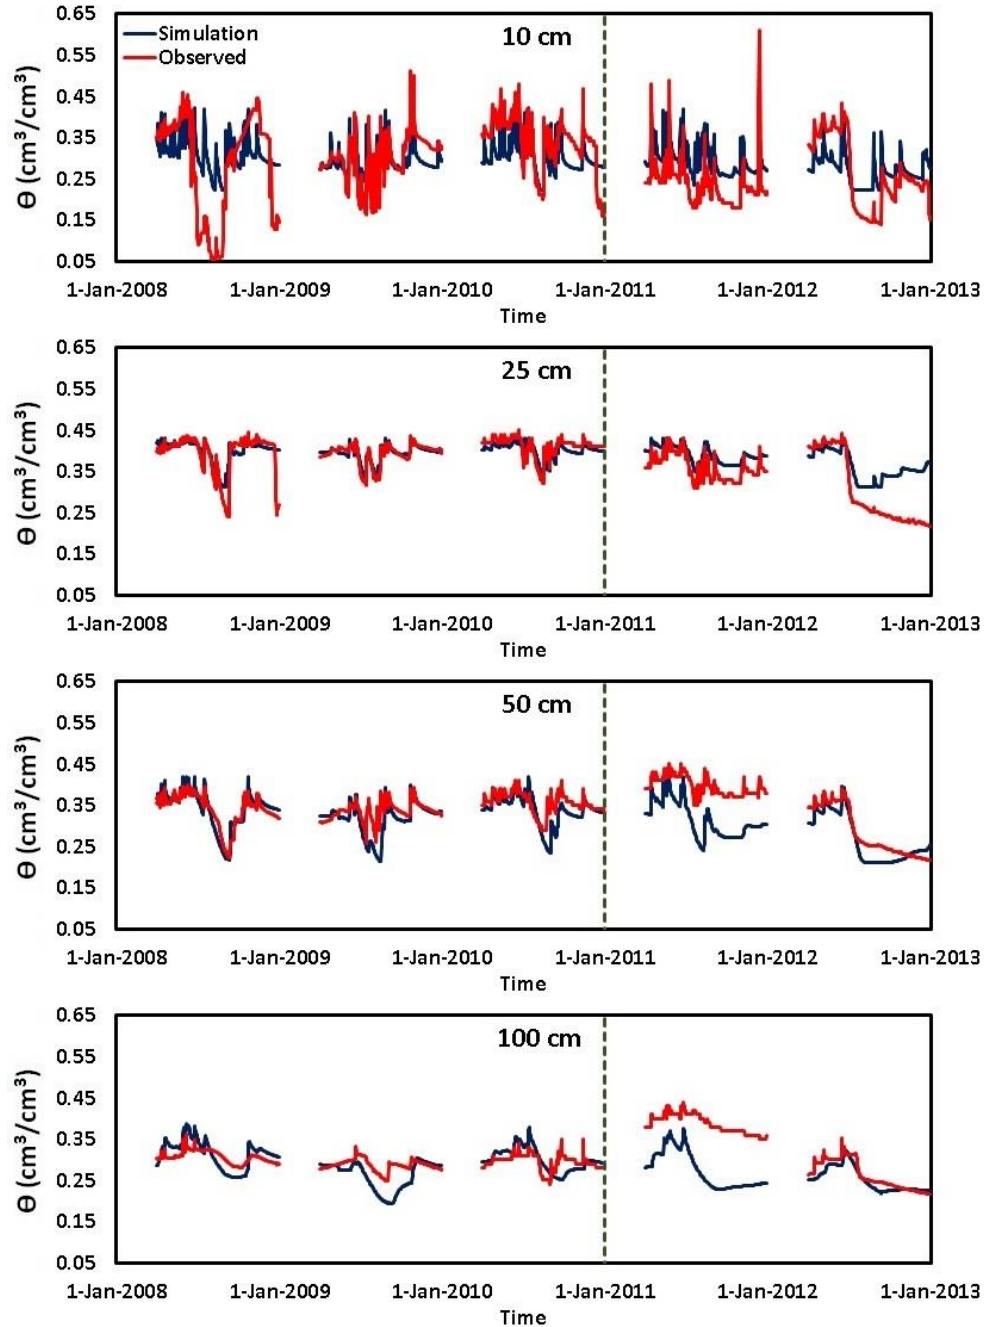 0.65
Simulation
Observed
10 cm
0.55
0.45
0.35
0.25
0.15
0.05
Θ (cm³/cm³)
1-Jan-2008 1-Jan-2009 1-Jan-2010 1-Jan-2011 1-Jan-2012 1-Jan-2013
Time
0.65
25 cm
0.55
0.45
0.35
0.25
0.15
0.05
Θ (cm³/cm³)
1-Jan-2008 1-Jan-2009 1-Jan-2010 1-Jan-2011 1-Jan-2012 1-Jan-2013
Time
0.65
50 cm
0.55
0.45
0.35
0.25
0.15
0.05
Θ (cm³/cm³)
1-Jan-2008 1-Jan-2009 1-Jan-2010 1-Jan-2011 1-Jan-2012 1-Jan-2013
Time
0.65
100 cm
0.55
0.45
0.35
0.25
0.15
0.05
Θ (cm³/cm³)
1-Jan-2008 1-Jan-2009 1-Jan-2010 1-Jan-2011 1-Jan-2012 1-Jan-2013
Time